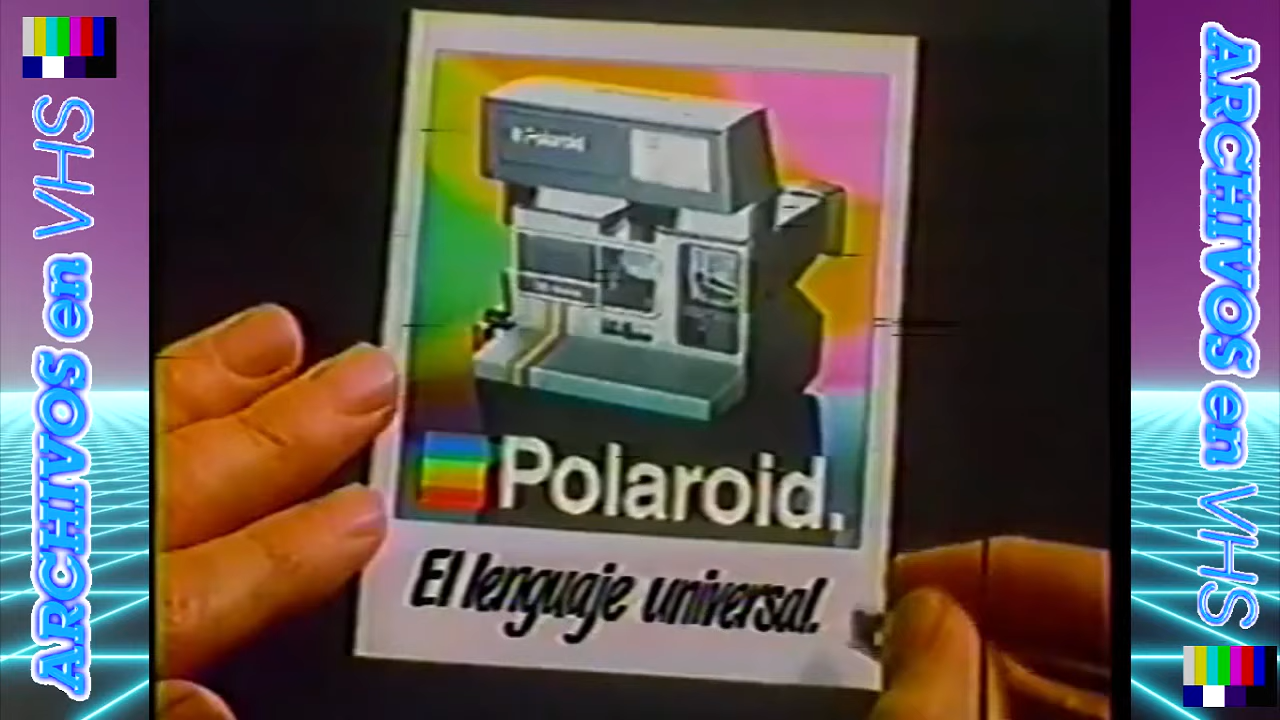 ARCHIVOS en VHS
Polaroid
Polaroid.
El lenguaje universal.
ARCHIVOS en VHS